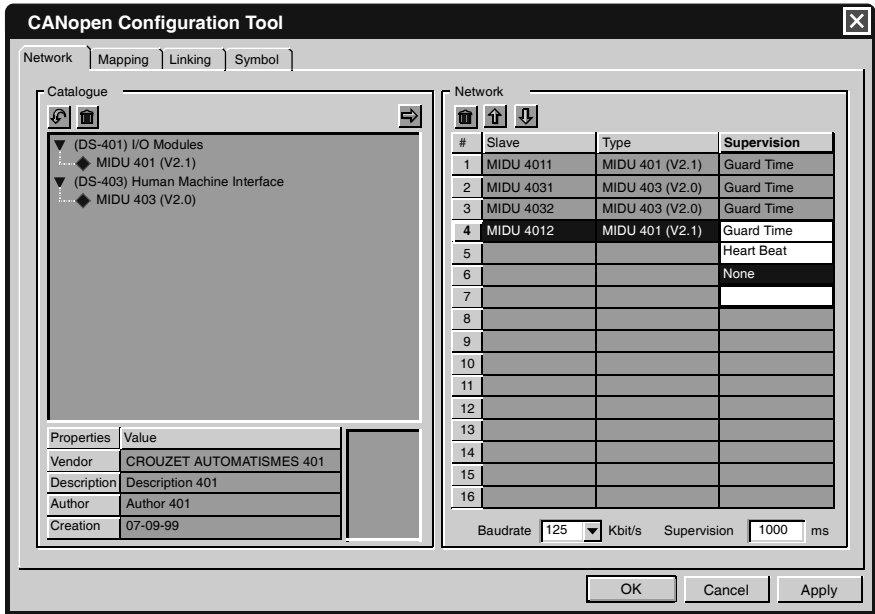 CANopen Configuration Tool
Network Mapping Linking Symbol
Catalogue
(DS-401) I/O Modules
MIDU 401 (V2.1)
(DS-403) Human Machine Interface
MIDU 403 (V2.0)
Properties Value
Vendor CROUZET AUTOMATISMES 401
Description Description 401
Author Author 401
Creation 07-09-99
Network
# Slave Type Supervision
1 MIDU 4011 MIDU 401 (V2.1) Guard Time
2 MIDU 4031 MIDU 403 (V2.0) Guard Time
3 MIDU 4032 MIDU 403 (V2.0) Guard Time
4 MIDU 4012 MIDU 401 (V2.1) Guard Time
5 Heart Beat
6 None
7
8
9
10
11
12
13
14
15
16
Baudrate 125 Kbit/s Supervision 1000 ms
OK Cancel Apply